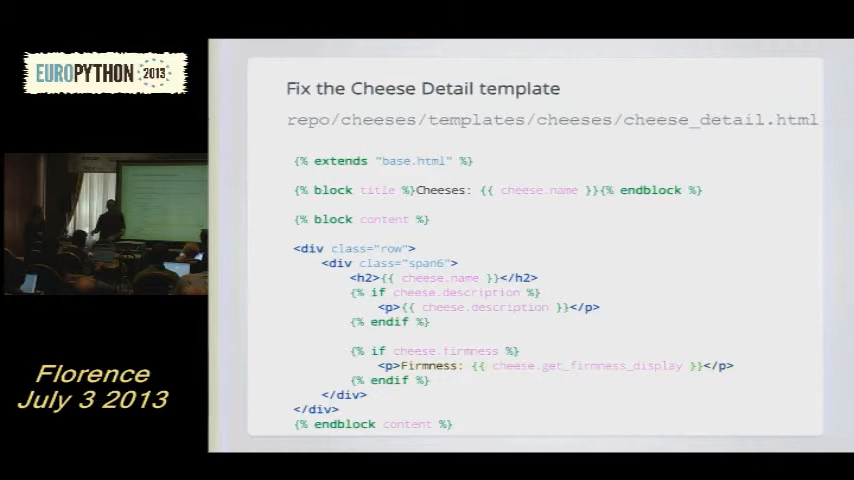 EUROPYTHON 2013
Fix the Cheese Detail template
repo/cheeses/templates/cheeses/cheese_detail.html
{% extends "base.html" %}
{% block title %}Cheeses: {{ cheese.name }}{% endblock %}
{% block content %}
<div class="row">
<div class="span6">
<h2>{{ cheese.name }}</h2>
{% if cheese.description %}
<p>{{ cheese.description }}</p>
{% endif %}
{% if cheese.firmness %}
<p>Firmness: {{ cheese.get_firmness_display }}</p>
{% endif %}
</div>
</div>
{% endblock content %}
Florence
July 3 2013